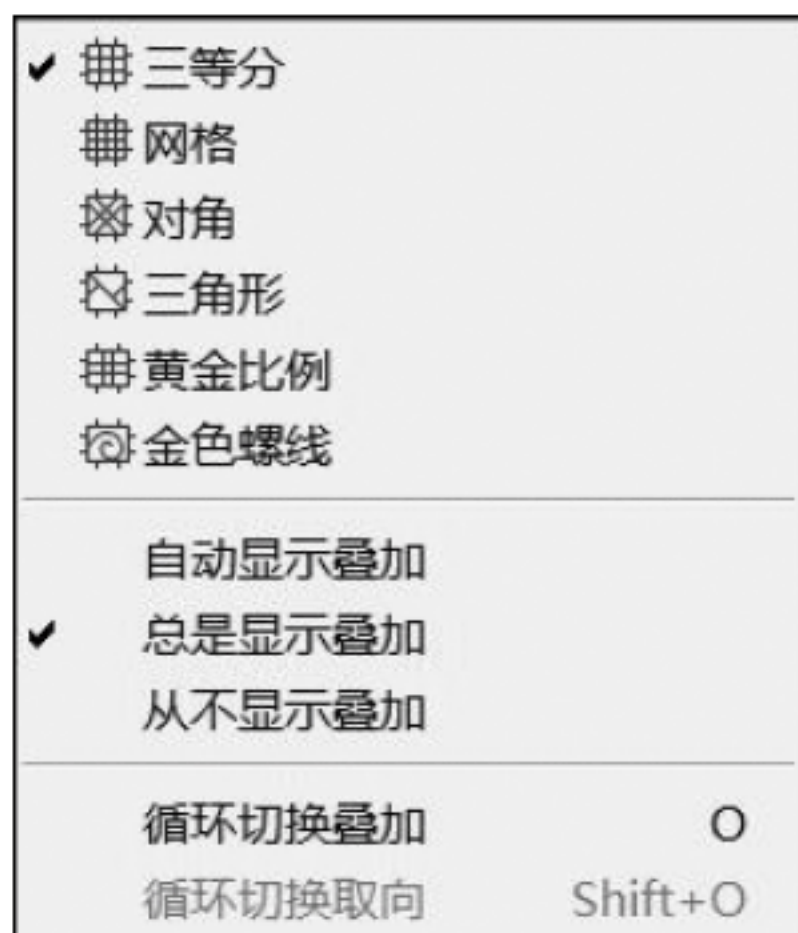 三等分
网格
对角
三角形
黄金比例
金色螺线
自动显示叠加
总是显示叠加
从不显示叠加
循环切换叠加 O
循环切换取向 Shift+O